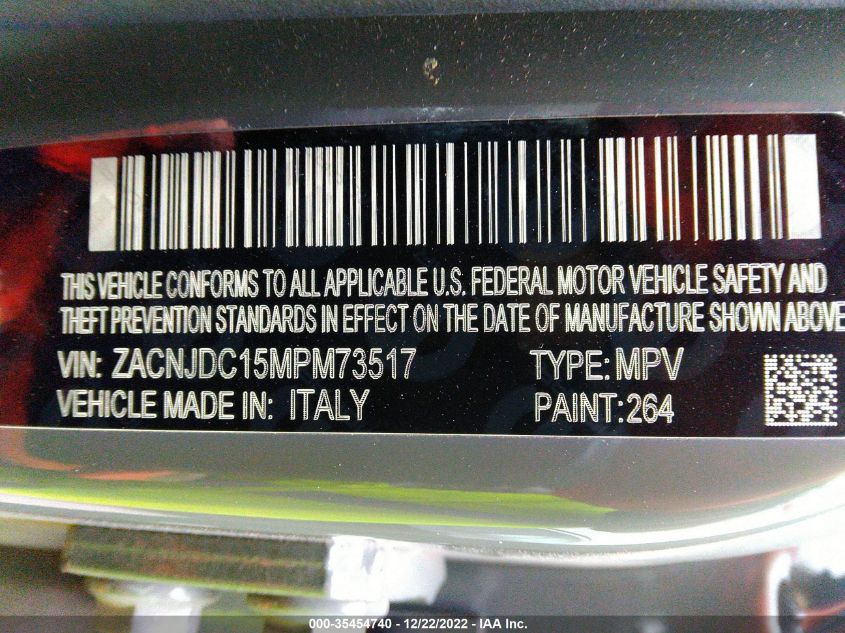 THIS VEHICLE CONFORMS TO ALL APPLICABLE U.S. FEDERAL MOTOR VEHICLE SAFETY AND
THEFT PREVENTION STANDARDS IN EFFECT ON THE DATE OF MANUFACTURE SHOWN ABOVE
VIN: ZACNJDC15MPM73517 TYPE: MPV
VEHICLE MADE IN: ITALY PAINT:264
000-35454740 - 12/22/2022 - IAA Inc.